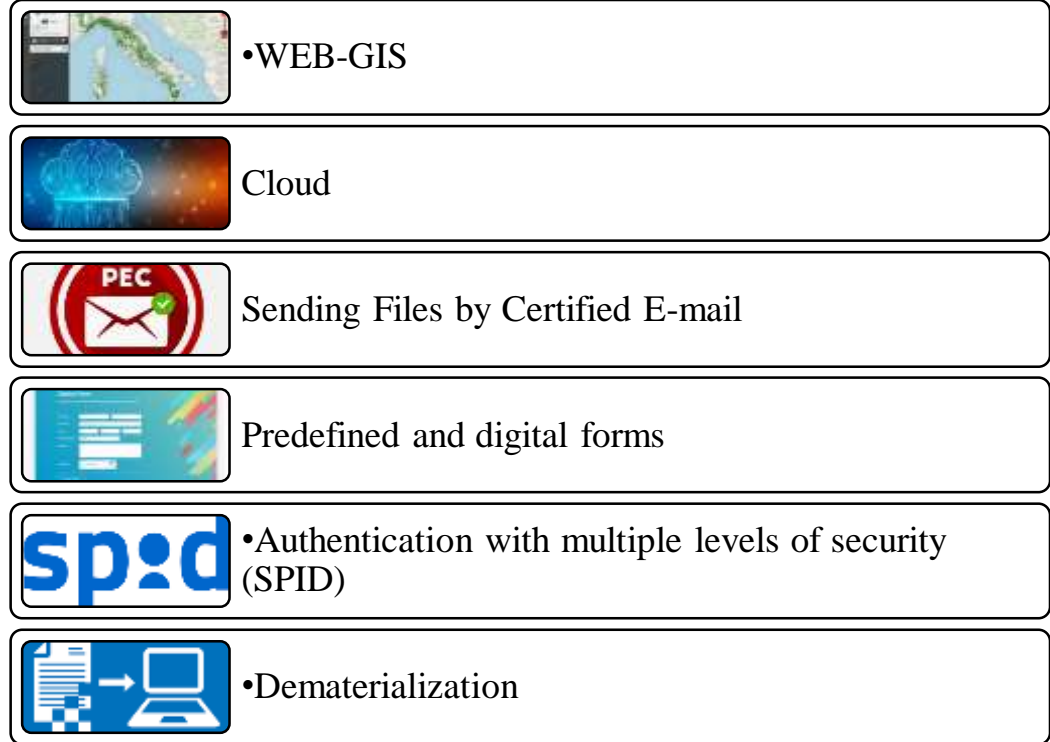 •WEB-GIS
Cloud
PEC
Sending Files by Certified E-mail
Predefined and digital forms
spid
•Authentication with multiple levels of security
(SPID)
•Dematerialization